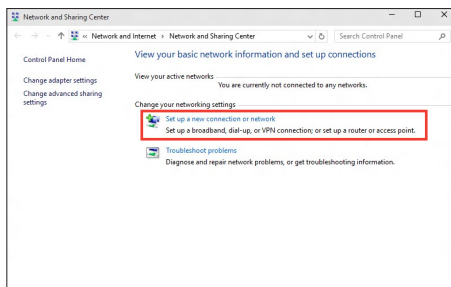 Network and Sharing Center
« Network and Internet › Network and Sharing Center
Search Control Panel
Control Panel Home
Change adapter settings
Change advanced sharing
settings
View your basic network information and set up connections
View your active networks
You are currently not connected to any networks.
Change your networking settings
Set up a new connection or network
Set up a broadband, dial-up, or VPN connection; or set up a router or access point.
Troubleshoot problems
Diagnose and repair network problems, or get troubleshooting information.